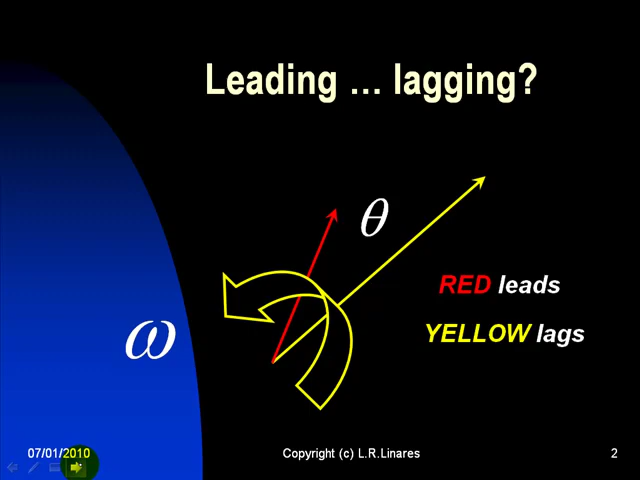 Leading … lagging?
θ
RED leads
ω
YELLOW lags
07/01/2010
Copyright (c) L.R.Linares
2